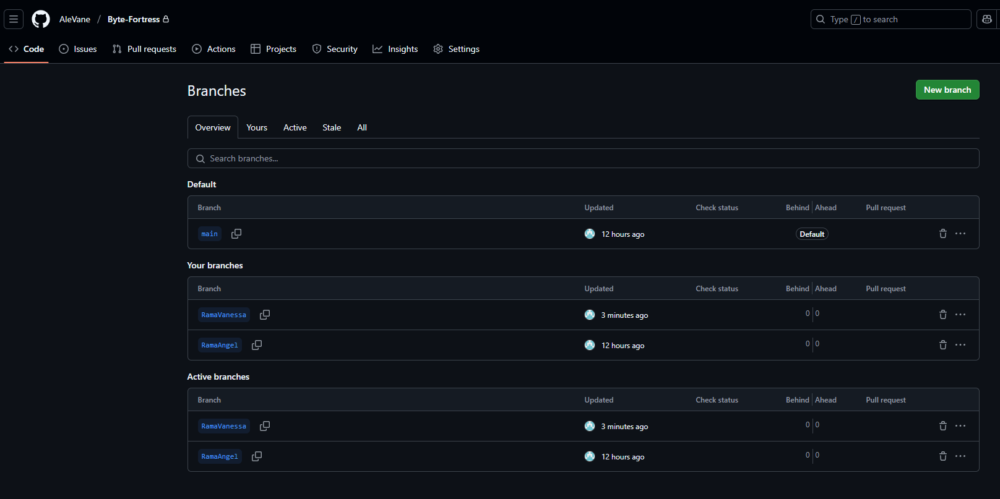 AleVane / Byte-Fortress
Type / to search
Code Issues Pull requests Actions Projects Security Insights Settings
Branches
New branch
Overview Yours Active Stale All
Search branches...
Default
Branch Updated Check status Behind Ahead Pull request
main 12 hours ago Default
Your branches
Branch Updated Check status Behind Ahead Pull request
RamaVanessa 3 minutes ago 0 0
RamaAngel 12 hours ago 0 0
Active branches
Branch Updated Check status Behind Ahead Pull request
RamaVanessa 3 minutes ago 0 0
RamaAngel 12 hours ago 0 0